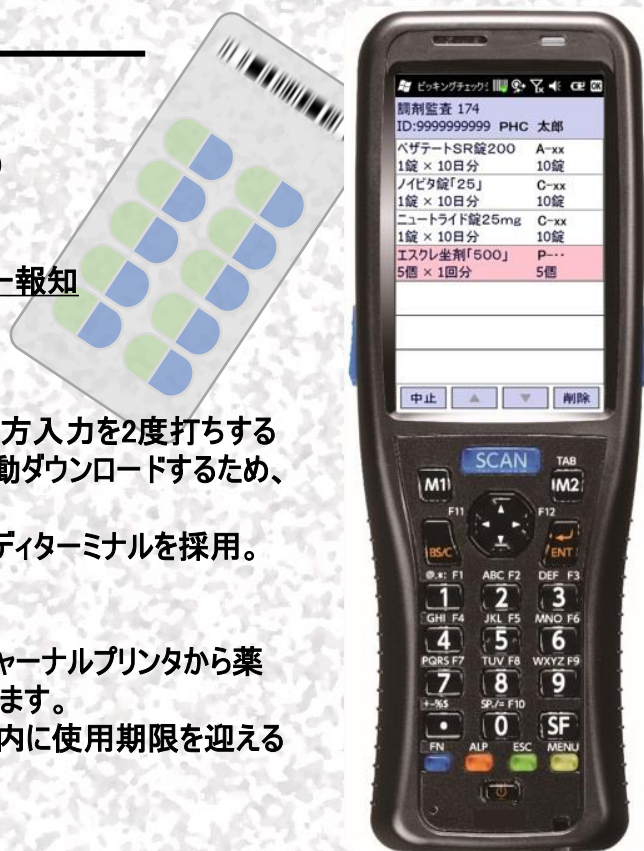 ー報知
方入力を2度打ちする
動ダウンロードするため、
ディターミナルを採用。
ャーナルプリンタから薬
ます。
内に使用期限を迎える
ピッキングチェック
OK
調剤監査 174
ID:9999999999 PHC 太郎
ベザテートSR錠200 A-xx
1錠 × 10日分 10錠
ノイビタ錠「25」 C-xx
1錠 × 10日分 10錠
ニュートライド錠25mg C-xx
1錠 × 10日分 10錠
エスクレ坐剤「500」 P-‥
5個 × 1回分 5個
中止 ▲ ▼ 削除
SCAN TAB
M1 M2
F11 F12
BS/C ENT
@.*: F1 ABC F2 DEF F3
1 2 3
GHI F4 JKL F5 MNO F6
4 5 6
PQRS F7 TUV F8 WXYZ F9
7 8 9
+-%$ SP./= F10
• 0 SF
FN ALP ESC MENU